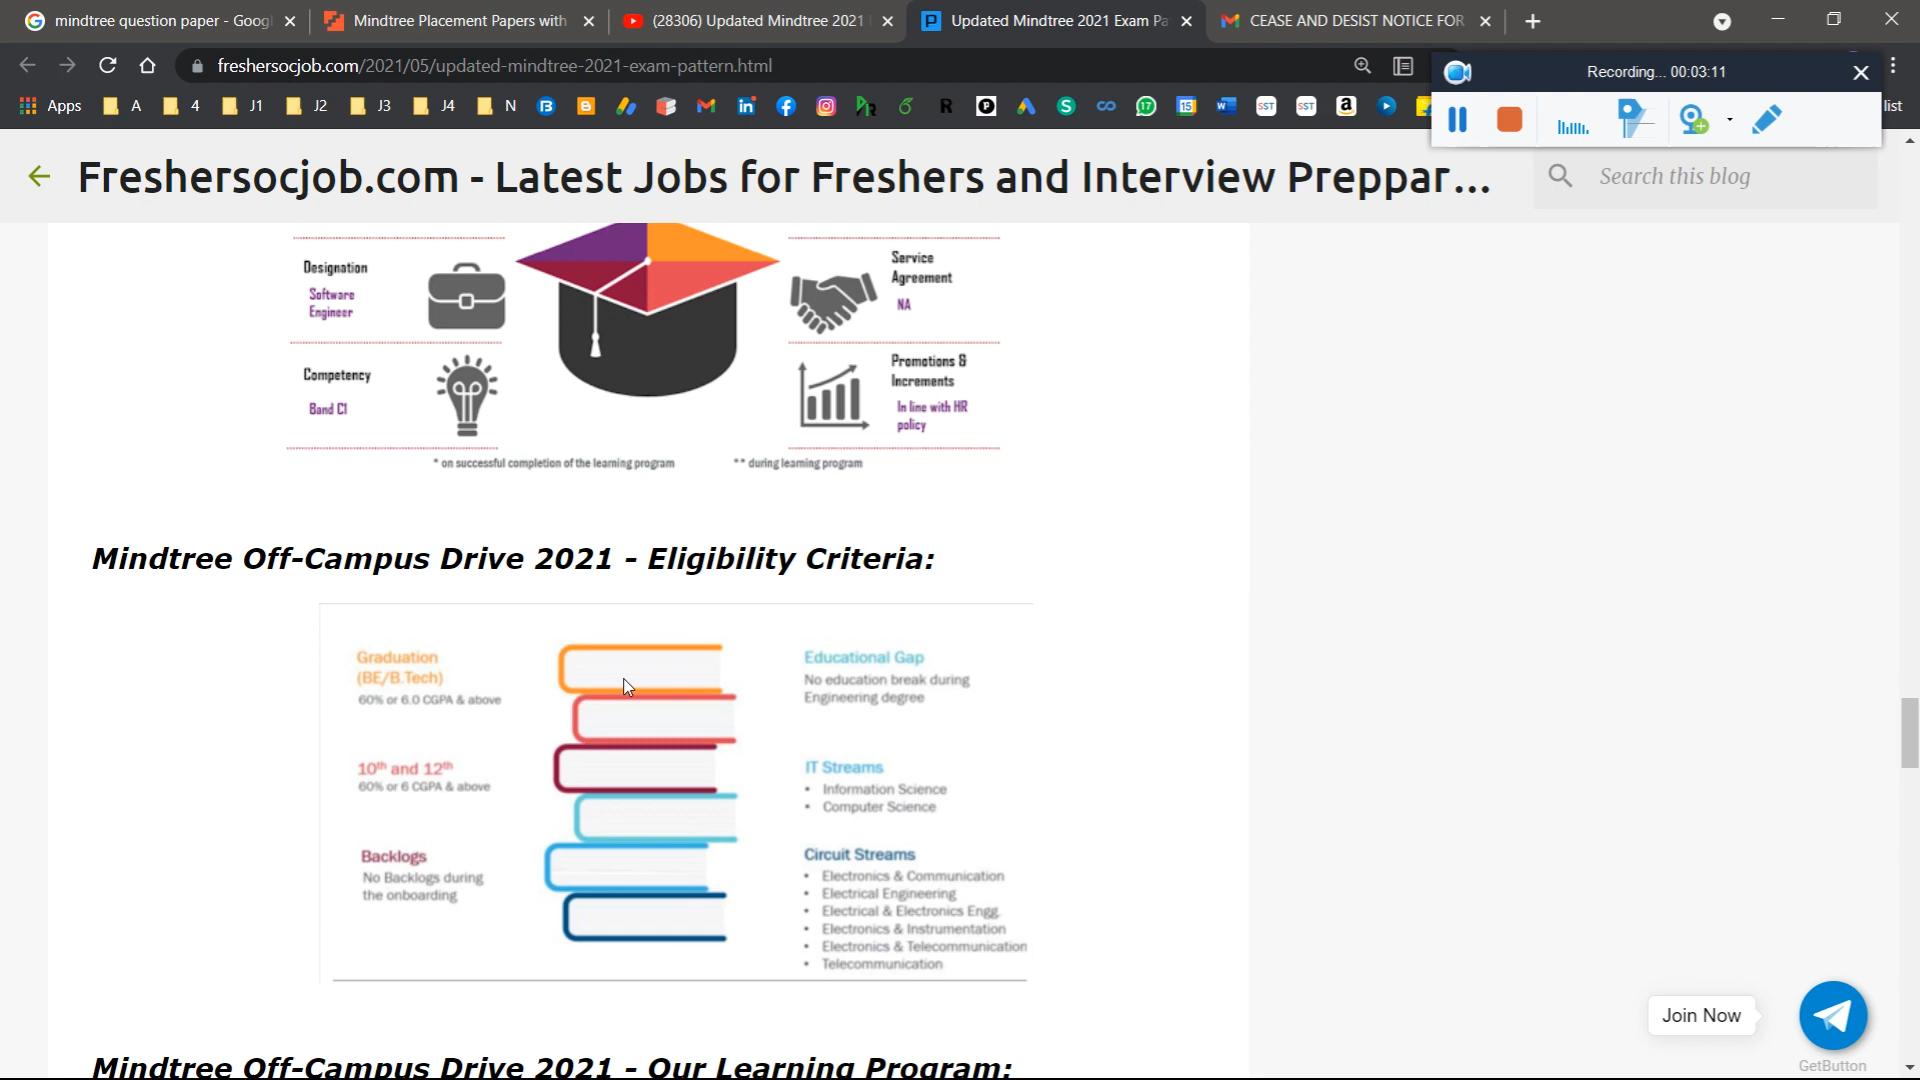 mindtree question paper - Googl
Mindtree Placement Papers with
(28306) Updated Mindtree 2021
Updated Mindtree 2021 Exam Pa
CEASE AND DESIST NOTICE FOR
freshersocjob.com/2021/05/updated-mindtree-2021-exam-pattern.html
Recording... 00:03:11
Apps A 4 J1 J2 J3 J4 N
list
Freshersocjob.com - Latest Jobs for Freshers and Interview Preppar...
Search this blog
Designation
Software
Engineer
Service
Agreement
NA
Competency
Band C1
Promotions &
Increments
In line with HR
policy
* on successful completion of the learning program
** during learning program
Mindtree Off-Campus Drive 2021 - Eligibility Criteria:
Graduation
(BE/B.Tech)
60% or 6.0 CGPA & above
Educational Gap
No education break during
Engineering degree
10th and 12th
60% or 6 CGPA & above
IT Streams
• Information Science
• Computer Science
Backlogs
No Backlogs during
the onboarding
Circuit Streams
• Electronics & Communication
• Electrical Engineering
• Electrical & Electronics Engg.
• Electronics & Instrumentation
• Electronics & Telecommunication
• Telecommunication
Join Now
GetButton
Mindtree Off-Campus Drive 2021 - Our Learning Program: